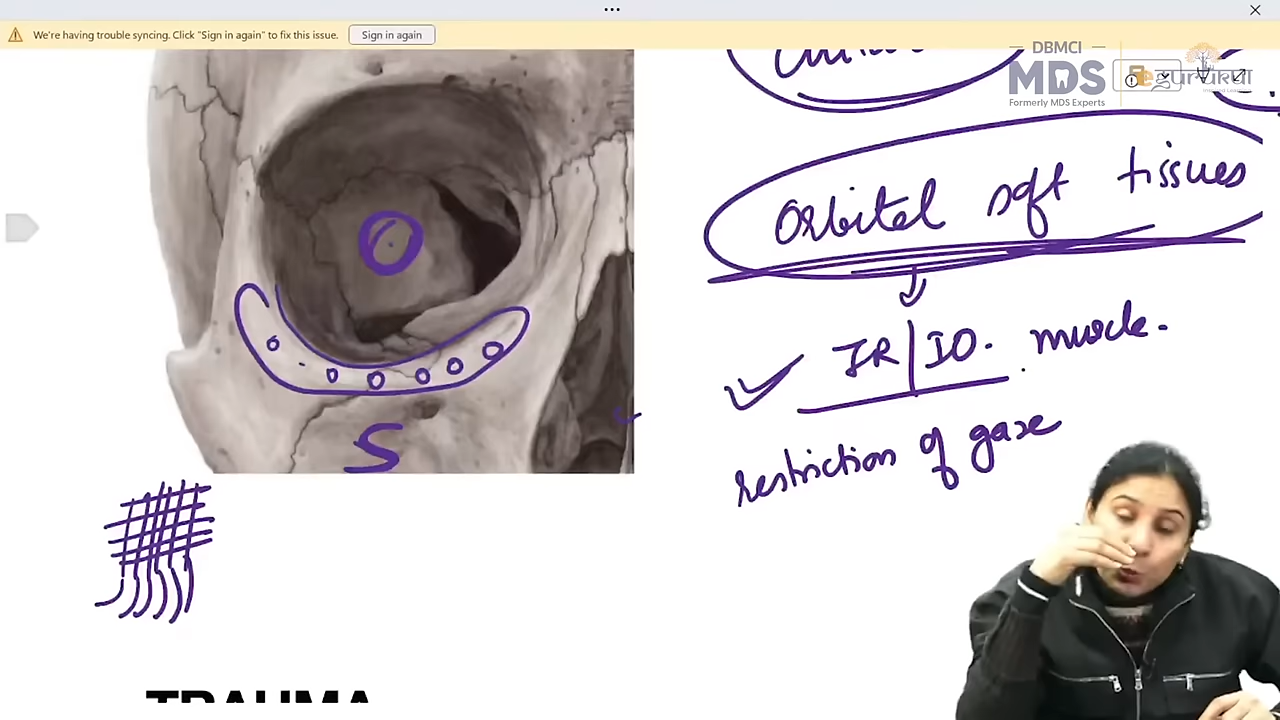 We're having trouble syncing. Click "Sign in again" to fix this issue. Sign in again
DBMCI
MDS
Formerly MDS Experts
Orbital soft tissues
IR/IO. muscle.
restriction of gaze
S
TRAUMA